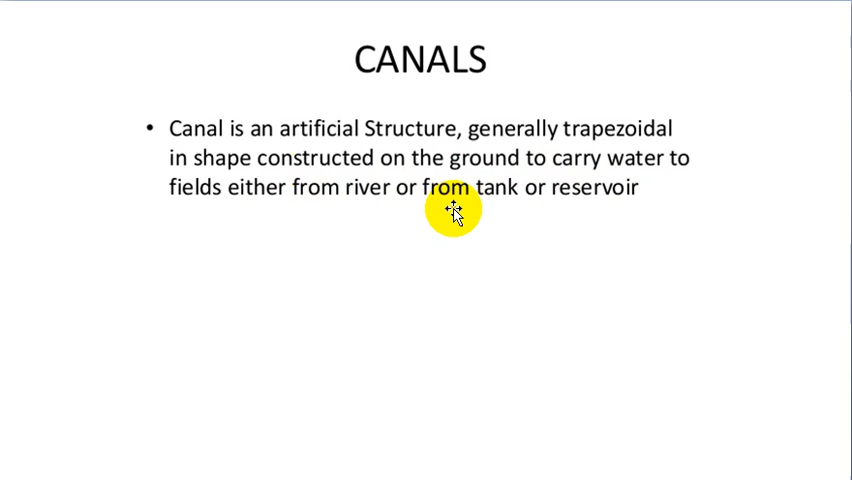 CANALS
• Canal is an artificial Structure, generally trapezoidal
in shape constructed on the ground to carry water to
fields either from river or from tank or reservoir